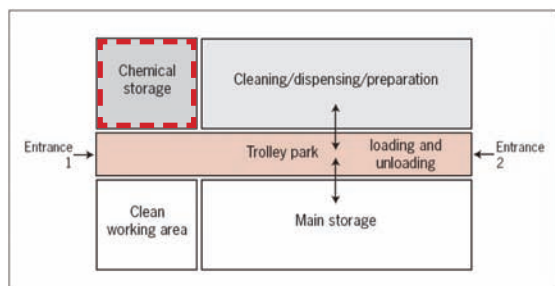 Chemical
storage
Cleaning/dispensing/preparation
Entrance
1
Trolley park
loading and
unloading
Entrance
2
Clean
working area
Main storage